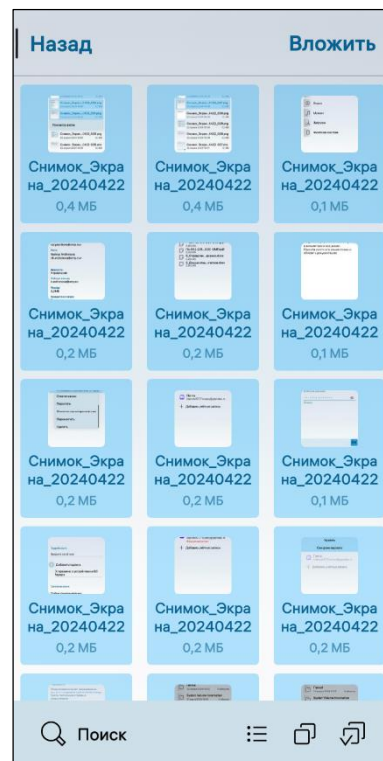 Назад
Вложить
Снимок_Экра
на_20240422
0,4 МБ
Снимок_Экра
на_20240422
0,4 МБ
Снимок_Экра
на_20240422
0,1 МБ
Снимок_Экра
на_20240422
0,2 МБ
Снимок_Экра
на_20240422
0,2 МБ
Снимок_Экра
на_20240422
0,1 МБ
Снимок_Экра
на_20240422
0,2 МБ
Снимок_Экра
на_20240422
0,2 МБ
Снимок_Экра
на_20240422
0,1 МБ
Снимок_Экра
на_20240422
0,2 МБ
Снимок_Экра
на_20240422
0,2 МБ
Снимок_Экра
на_20240422
0,2 МБ
Поиск